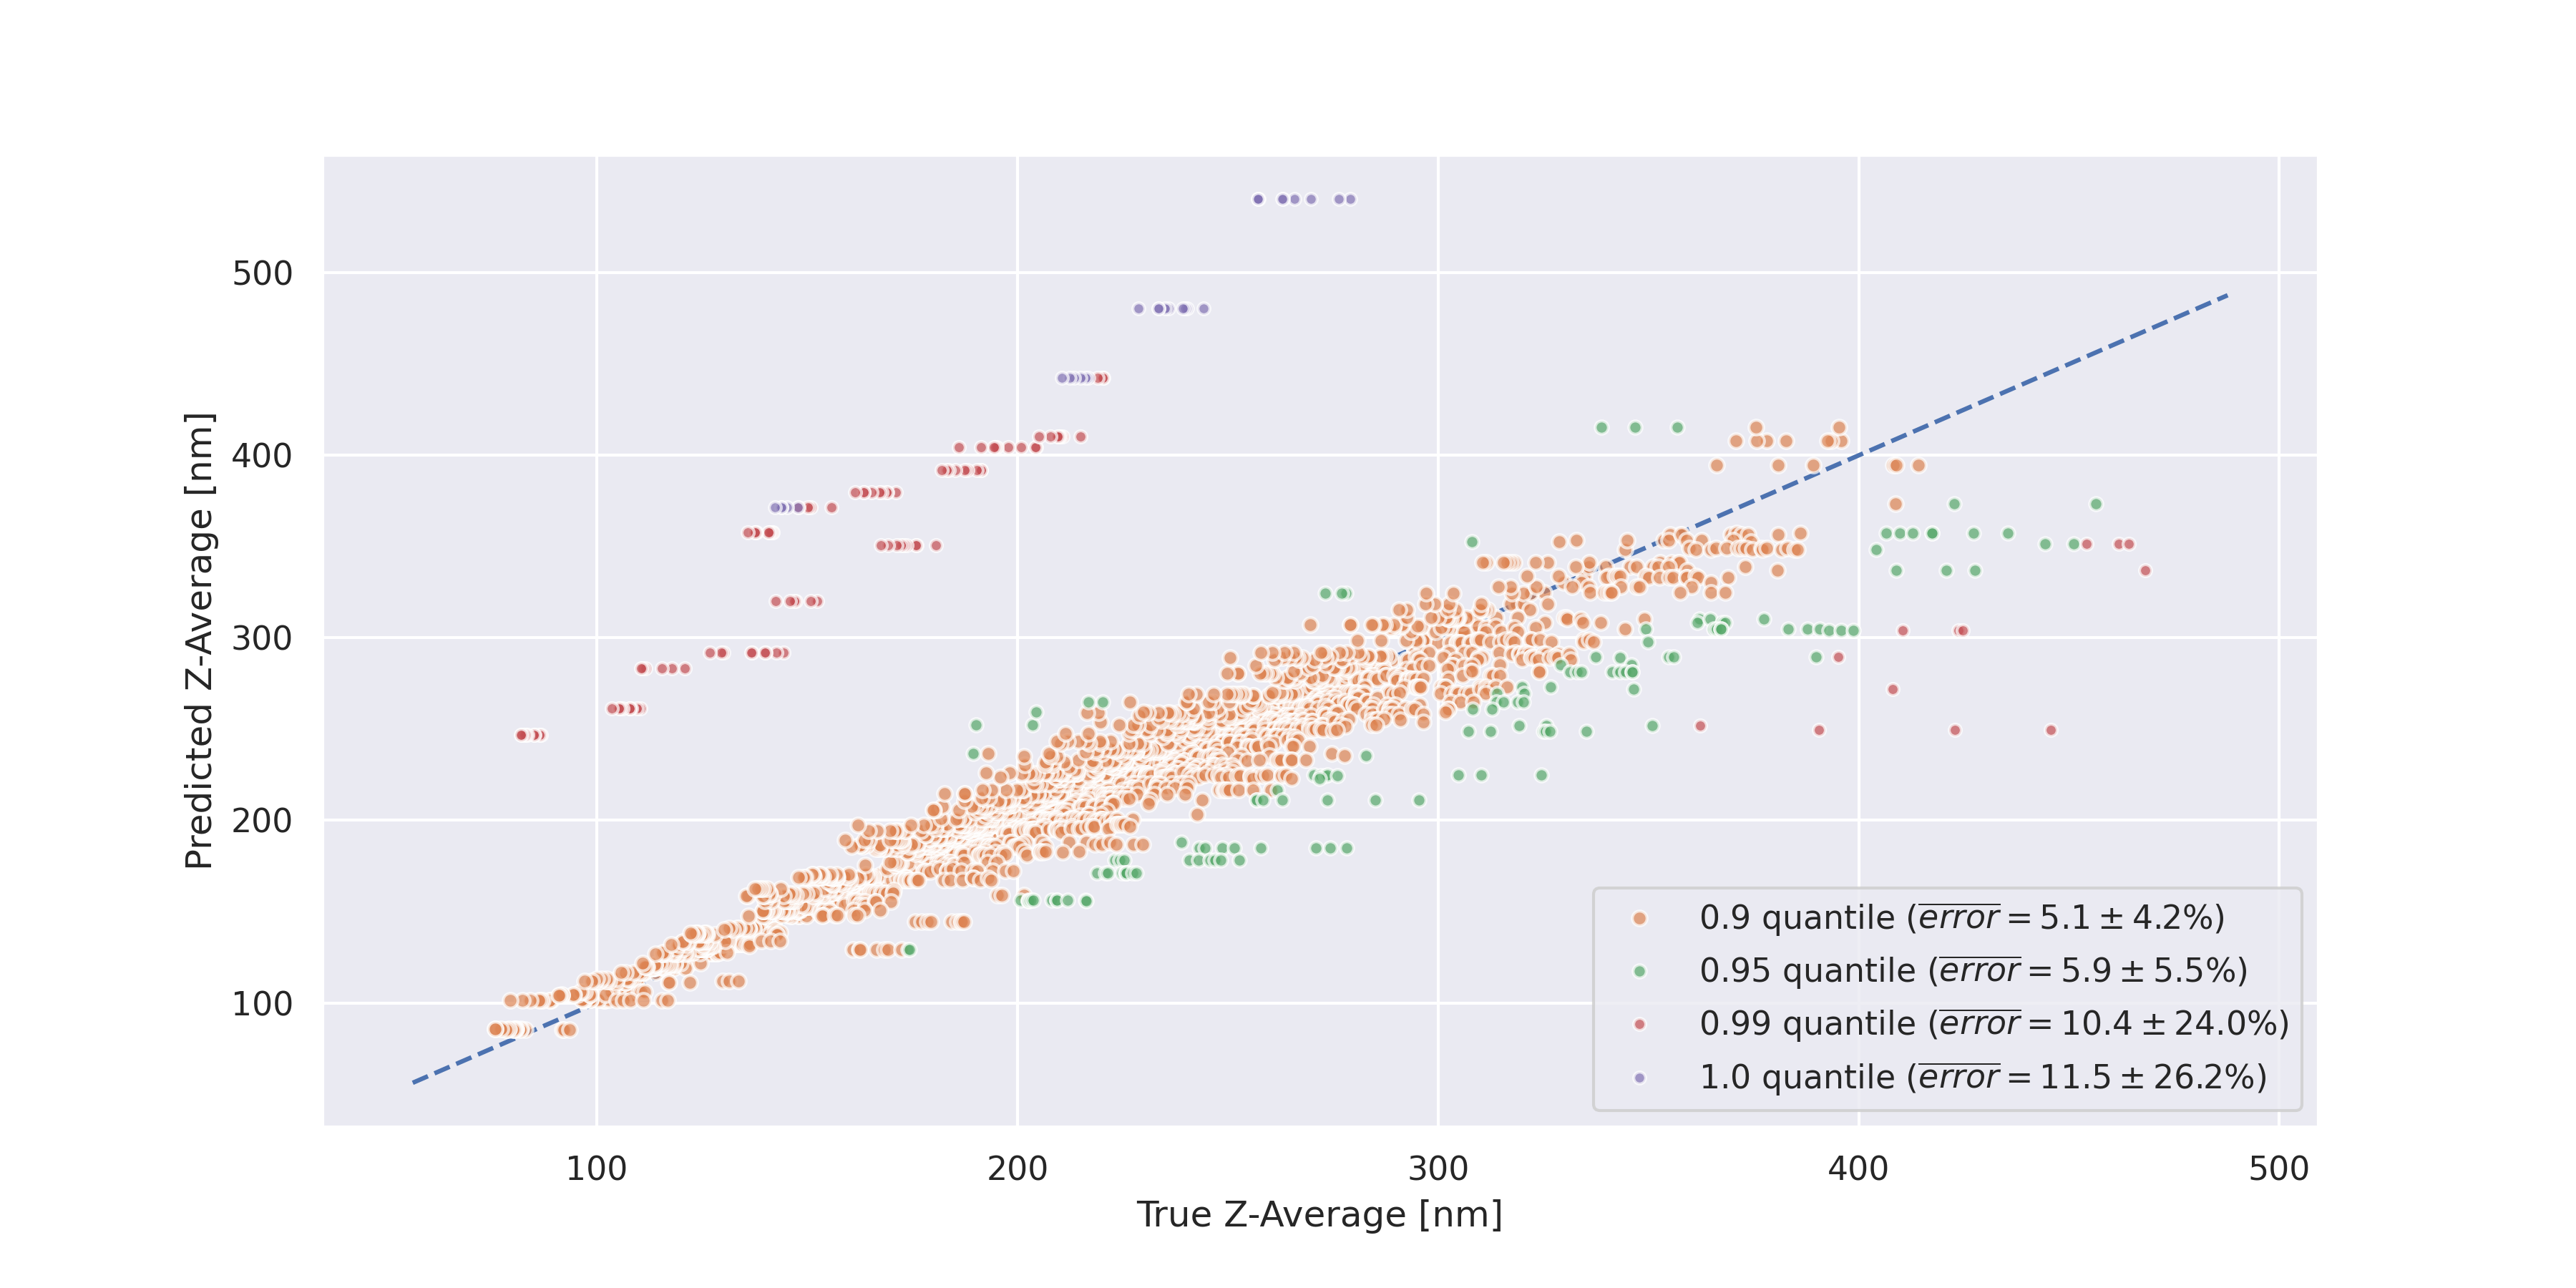 500
400
300
200
100
Predicted Z-Average [nm]
0.9 quantile (error = 5.1 ± 4.2%)
0.95 quantile (error = 5.9 ± 5.5%)
0.99 quantile (error = 10.4 ± 24.0%)
1.0 quantile (error = 11.5 ± 26.2%)
100 200 300 400 500
True Z-Average [nm]